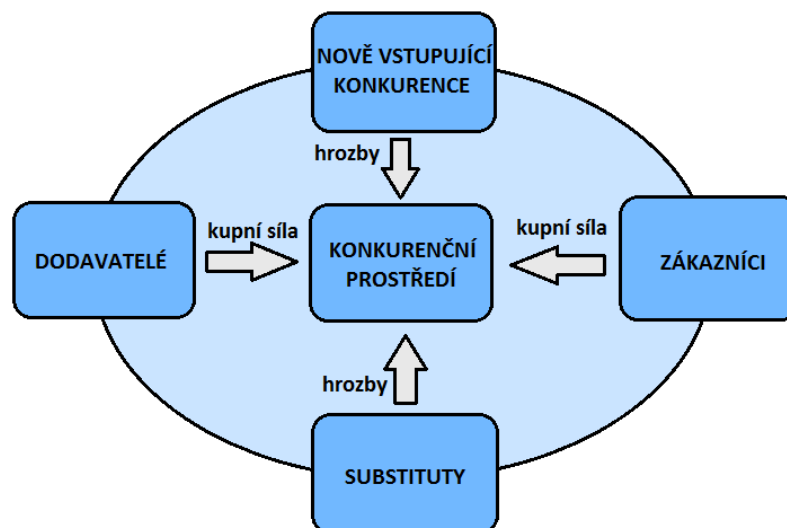 NOVĚ VSTUPUJÍCÍ
KONKURENCE
hrozby
DODAVATELÉ
kupní síla
KONKURENČNÍ
PROSTŘEDÍ
kupní síla
ZÁKAZNÍCI
hrozby
SUBSTITUTY